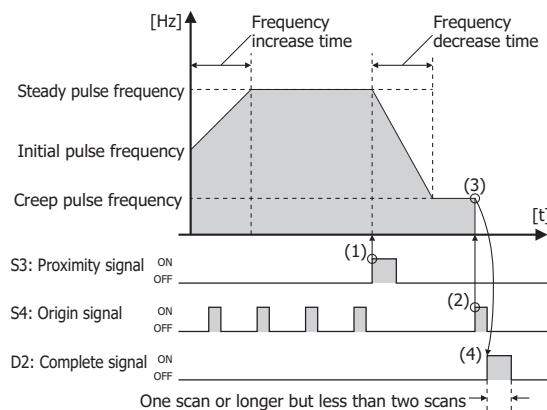 [Hz]
Frequency
increase time
Frequency
decrease time
Steady pulse frequency
Initial pulse frequency
Creep pulse frequency
(3)
[t]
(1)
S3: Proximity signal
ON
OFF
(2)
S4: Origin signal
ON
OFF
(4)
D2: Complete signal
ON
OFF
One scan or longer but less than two scans